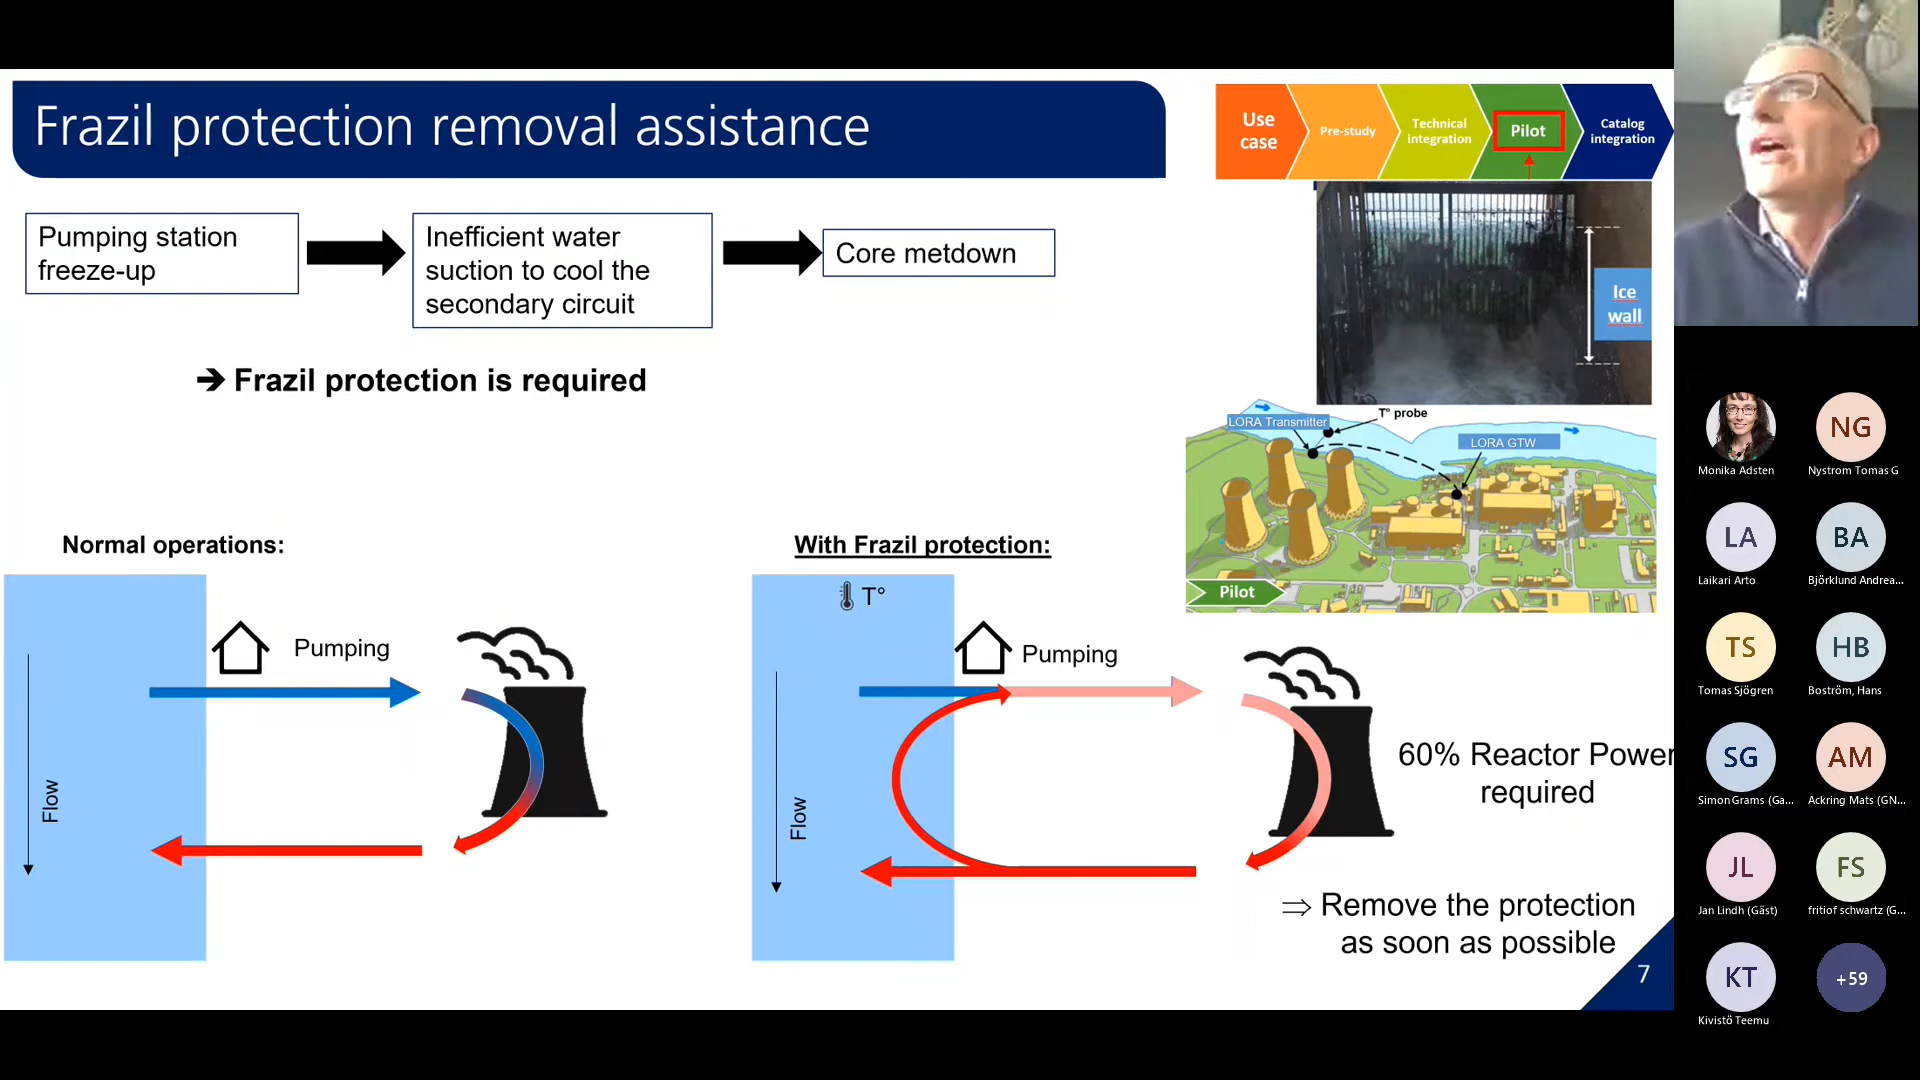 Frazil protection removal assistance
Use
case
Pre-study
Technical
integration
Pilot
Catalog
integration
Pumping station
freeze-up
Inefficient water
suction to cool the
secondary circuit
Core metdown
➔ Frazil protection is required
Ice
wall
LORA Transmitter
T° probe
LORA GTW
Pilot
Normal operations:
Pumping
Flow
With Frazil protection:
T°
Pumping
Flow
60% Reactor Power
required
⇒ Remove the protection
as soon as possible
7
Monika Adsten
NG
Nystrom Tomas G
LA
Laikari Arto
BA
Björklund Andrea...
TS
Tomas Sjögren
HB
Boström, Hans
SG
Simon Grams (Ga...
AM
Ackring Mats (GN...
JL
Jan Lindh (Gäst)
FS
fritiof schwartz (G...
KT
Kivistö Teemu
+59